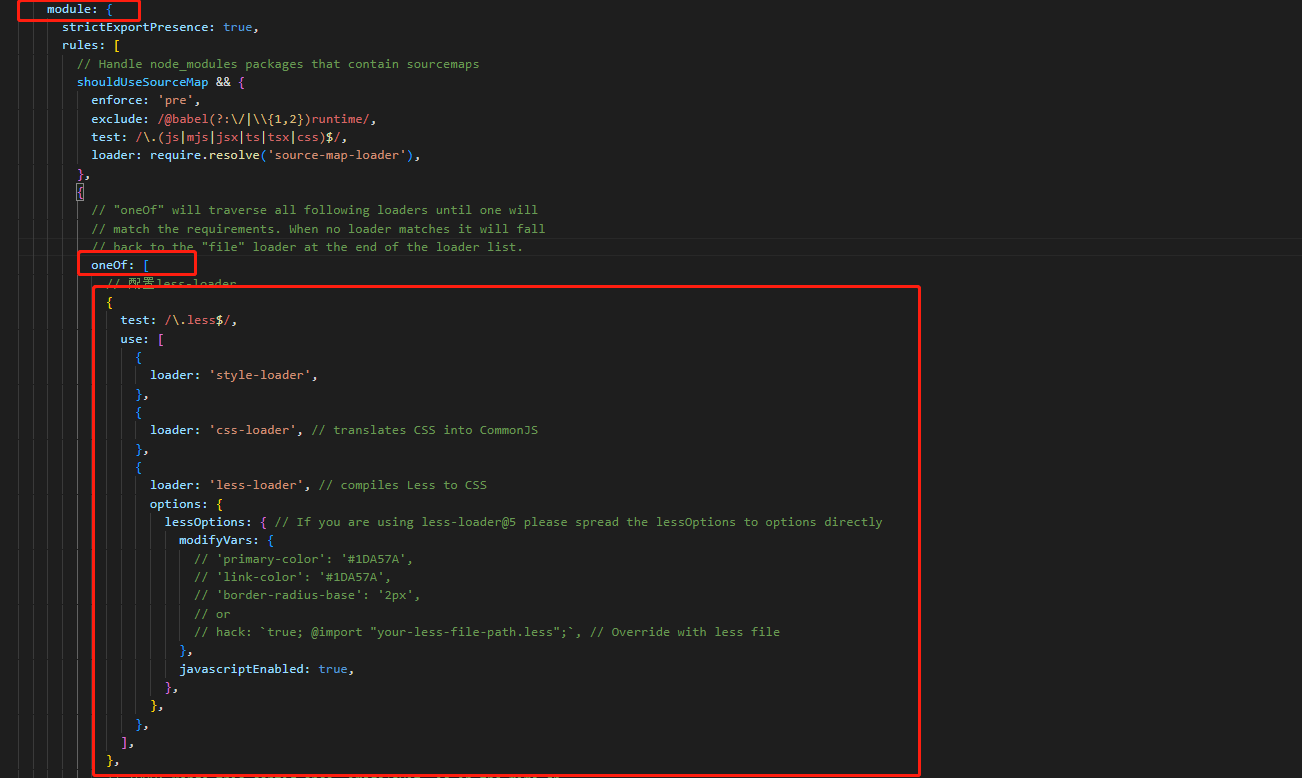 module: {
strictExportPresence: true,
rules: [
// Handle node_modules packages that contain sourcemaps
shouldUseSourceMap && {
enforce: 'pre',
exclude: /@babel(?:\/|\\{1,2})runtime/,
test: /\.(js|mjs|jsx|ts|tsx|css)$/,
loader: require.resolve('source-map-loader'),
},
{
// "oneOf" will traverse all following loaders until one will
// match the requirements. When no loader matches it will fall
// back to the "file" loader at the end of the loader list.
oneOf: [
// 配置less-loader
{
test: /\.less$/,
use: [
{
loader: 'style-loader',
},
{
loader: 'css-loader', // translates CSS into CommonJS
},
{
loader: 'less-loader', // compiles Less to CSS
options: {
lessOptions: { // If you are using less-loader@5 please spread the lessOptions to options directly
modifyVars: {
// 'primary-color': '#1DA57A',
// 'link-color': '#1DA57A',
// 'border-radius-base': '2px',
// or
// hack: `true; @import "your-less-file-path.less";`, // Override with less file
},
javascriptEnabled: true,
},
},
},
],
},